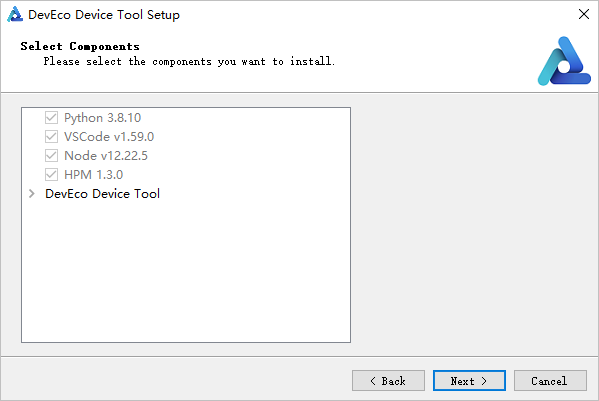 DevEco Device Tool Setup
Select Components
Please select the components you want to install.
Python 3.8.10
VSCode v1.59.0
Node v12.22.5
HPM 1.3.0
DevEco Device Tool
< Back
Next >
Cancel